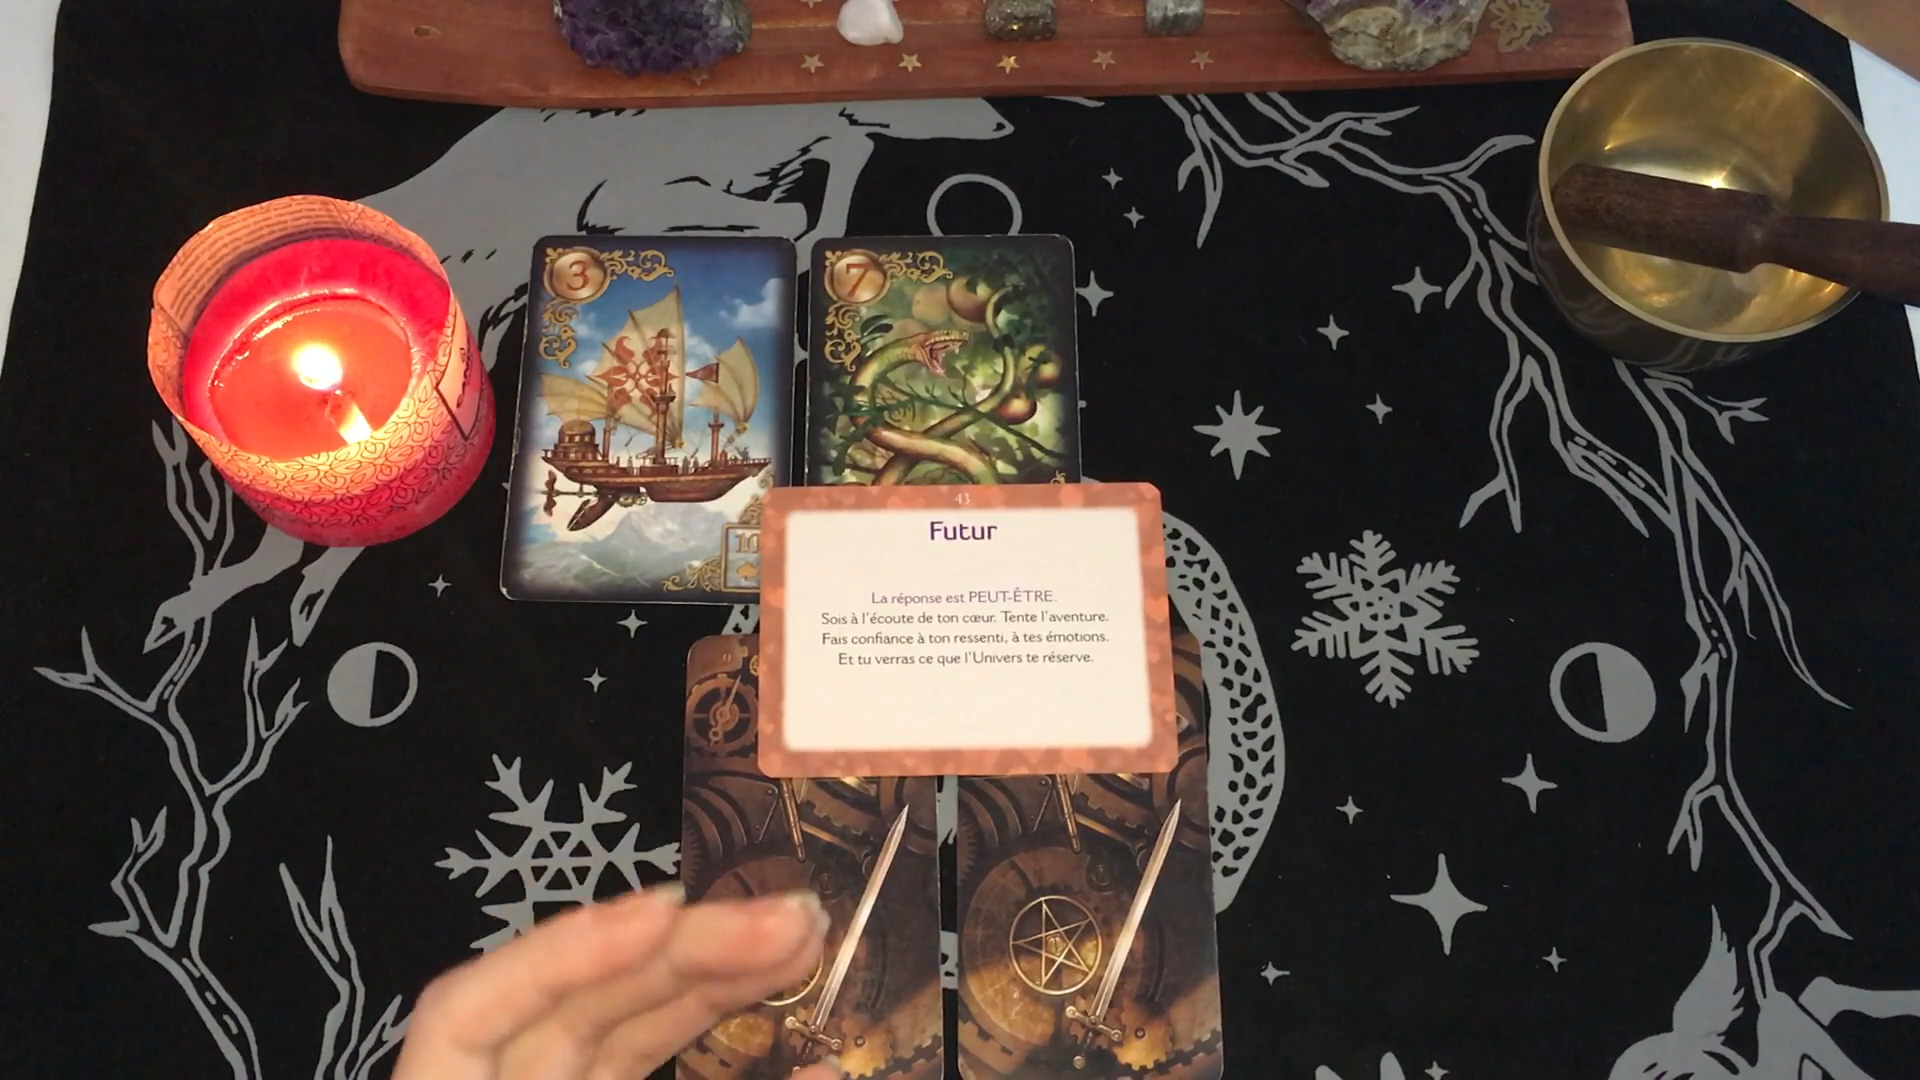 3
7
10
43
Futur
La réponse est PEUT-ÊTRE.
Sois à l'écoute de ton cœur. Tente l'aventure.
Fais confiance à ton ressenti, à tes émotions.
Et tu verras ce que l'Univers te réserve.